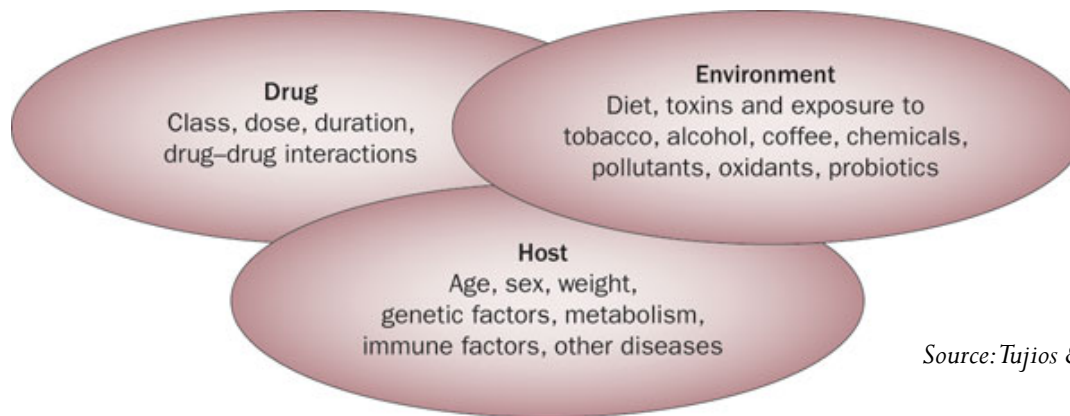 Drug
Class, dose, duration,
drug–drug interactions
Environment
Diet, toxins and exposure to
tobacco, alcohol, coffee, chemicals,
pollutants, oxidants, probiotics
Host
Age, sex, weight,
genetic factors, metabolism,
immune factors, other diseases
Source: Tujios &